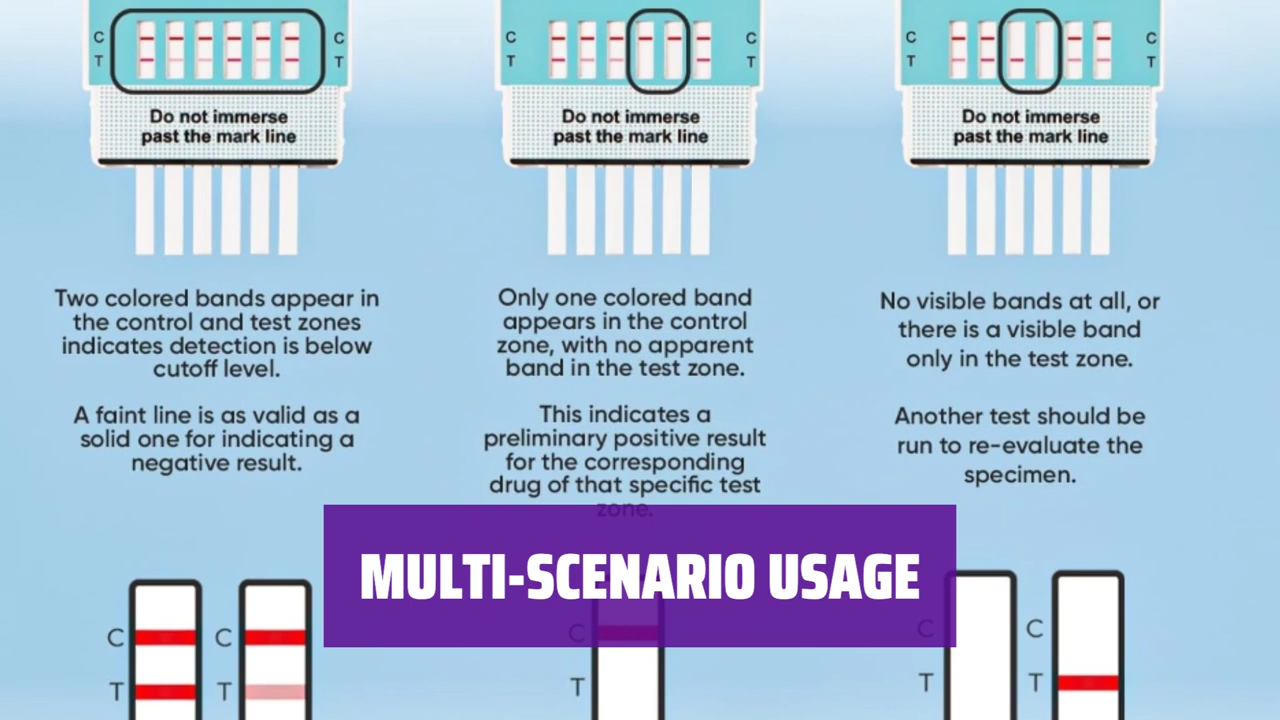 C
T
C
T
Do not immerse
past the mark line
Two colored bands appear in
the control and test zones
indicates detection is below
cutoff level.
A faint line is as valid as a
solid one for indicating a
negative result.
C
T
C
T
C
T
C
T
Do not immerse
past the mark line
Only one colored band
appears in the control
zone, with no apparent
band in the test zone.
This indicates a
preliminary positive result
for the corresponding
drug of that specific test
zone.
C
T
C
T
C
T
Do not immerse
past the mark line
No visible bands at all, or
there is a visible band
only in the test zone.
Another test should be
run to re-evaluate the
specimen.
C
T
C
T
MULTI-SCENARIO USAGE